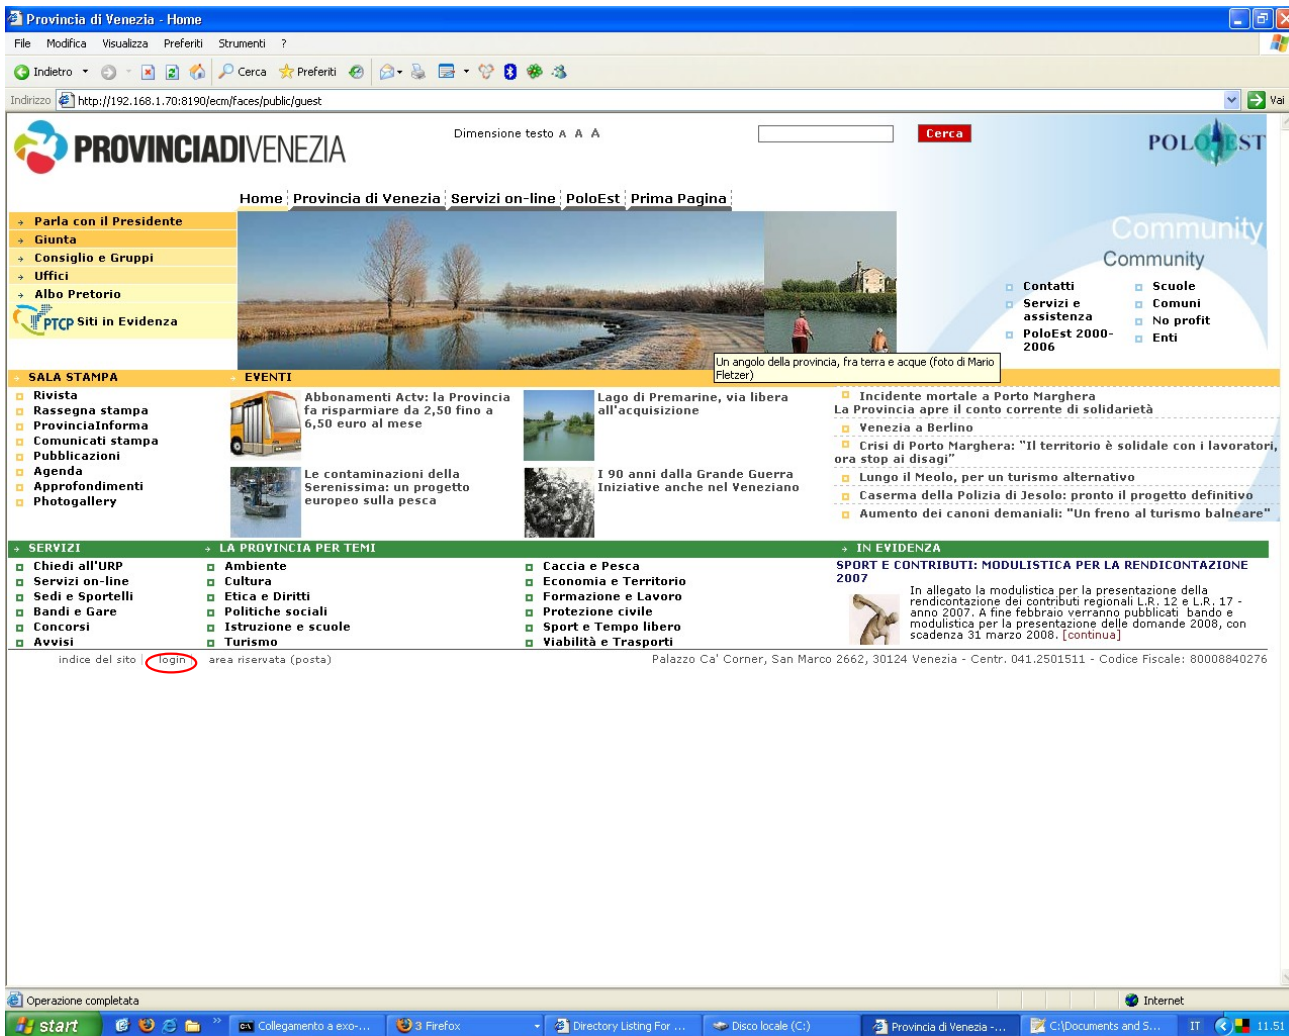 Provincia di Venezia - Home
File Modifica Visualizza Preferiti Strumenti ?
Indietro Cerca Preferiti
Indirizzo http://192.168.1.70:8190/ecm/faces/public/guest Vai
PROVINCIADIVENEZIA
Dimensione testo A A A
Cerca
POLO EST
Home Provincia di Venezia Servizi on-line PoloEst Prima Pagina
Parla con il Presidente
Giunta
Consiglio e Gruppi
Uffici
Albo Pretorio
PTCP Siti in Evidenza
Community
Community
Contatti
Servizi e
assistenza
PoloEst 2000-
2006
Scuole
Comuni
No profit
Enti
Un angolo della provincia, fra terra e acque (foto di Mario
Fletzer)
SALA STAMPA
Rivista
Rassegna stampa
ProvinciaInforma
Comunicati stampa
Pubblicazioni
Agenda
Approfondimenti
Photogallery
EVENTI
Abbonamenti Actv: la Provincia
fa risparmiare da 2,50 fino a
6,50 euro al mese
Lago di Premarine, via libera
all'acquisizione
Le contaminazioni della
Serenissima: un progetto
europeo sulla pesca
I 90 anni dalla Grande Guerra
Iniziative anche nel Veneziano
Incidente mortale a Porto Marghera
La Provincia apre il conto corrente di solidarietà
Venezia a Berlino
Crisi di Porto Marghera: "Il territorio è solidale con i lavoratori,
ora stop ai disagi”
Lungo il Meolo, per un turismo alternativo
Caserma della Polizia di Jesolo: pronto il progetto definitivo
Aumento dei canoni demaniali: "Un freno al turismo balneare"
SERVIZI
Chiedi all'URP
Servizi on-line
Sedi e Sportelli
Bandi e Gare
Concorsi
Avvisi
LA PROVINCIA PER TEMI
Ambiente
Cultura
Etica e Diritti
Politiche sociali
Istruzione e scuole
Turismo
Caccia e Pesca
Economia e Territorio
Formazione e Lavoro
Protezione civile
Sport e Tempo libero
Viabilità e Trasporti
IN EVIDENZA
SPORT E CONTRIBUTI: MODULISTICA PER LA RENDICONTAZIONE
2007
In allegato la modulistica per la presentazione della
rendicontazione dei contributi regionali L.R. 12 e L.R. 17 -
anno 2007. A fine febbraio verranno pubblicati bando e
modulistica per la presentazione delle domande 2008, con
scadenza 31 marzo 2008. [continua]
indice del sito | login | area riservata (posta)
Palazzo Ca' Corner, San Marco 2662, 30124 Venezia - Centr. 041.2501511 - Codice Fiscale: 80008840276
Operazione completata Internet
start Collegamento a exo-... 3 Firefox Directory Listing For ... Disco locale (C:) Provincia di Venezia -... C:\Documents and S... IT 11.51